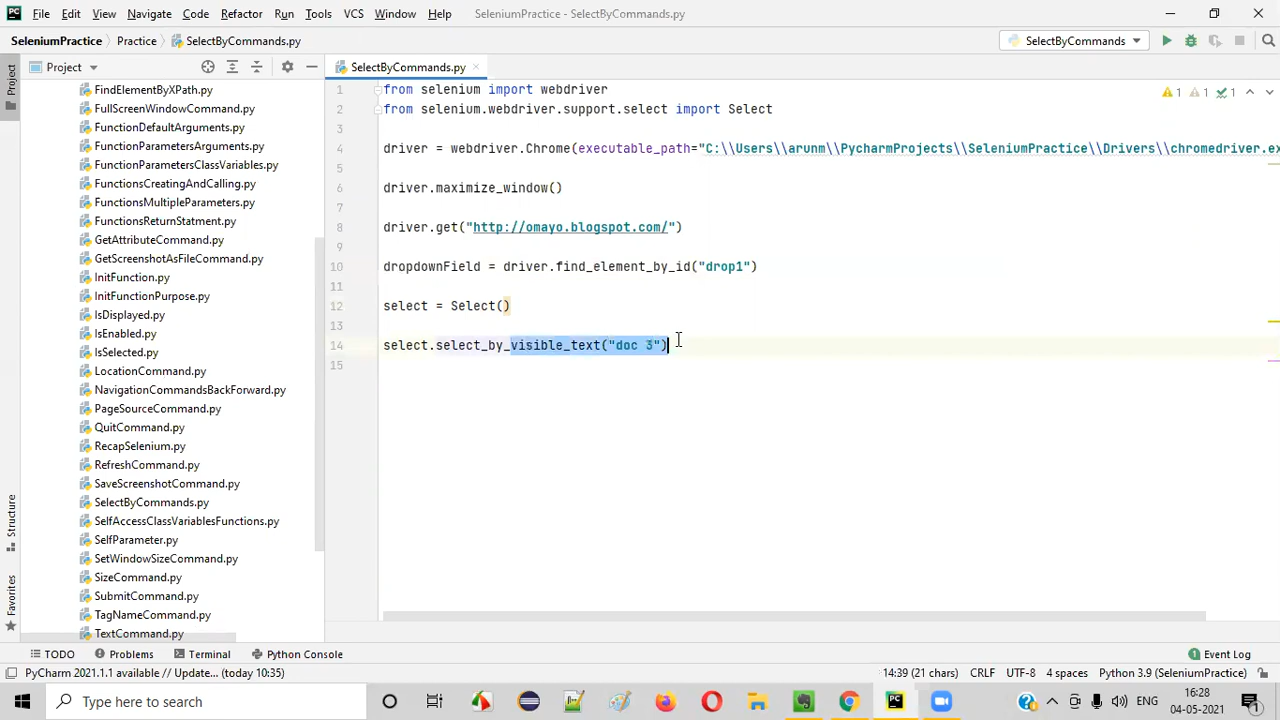 File Edit View Navigate Code Refactor Run Tools VCS Window Help SeleniumPractice - SelectByCommands.py
SeleniumPractice Practice SelectByCommands.py SelectByCommands
Project SelectByCommands.py
Project
FindElementByXPath.py
FullScreenWindowCommand.py
FunctionDefaultArguments.py
FunctionParametersArguments.py
FunctionParametersClassVariables.py
FunctionsCreatingAndCalling.py
FunctionsMultipleParameters.py
FunctionsReturnStatment.py
GetAttributeCommand.py
GetScreenshotAsFileCommand.py
InitFunction.py
InitFunctionPurpose.py
IsDisplayed.py
IsEnabled.py
IsSelected.py
LocationCommand.py
NavigationCommandsBackForward.py
PageSourceCommand.py
QuitCommand.py
RecapSelenium.py
RefreshCommand.py
SaveScreenshotCommand.py
SelectByCommands.py
SelfAccessClassVariablesFunctions.py
SelfParameter.py
SetWindowSizeCommand.py
SizeCommand.py
SubmitCommand.py
TagNameCommand.py
TextCommand.py
Structure
Favorites
1 from selenium import webdriver
2 from selenium.webdriver.support.select import Select
3
4 driver = webdriver.Chrome(executable_path="C:\\Users\\arunm\\PycharmProjects\\SeleniumPractice\\Drivers\\chromedriver.ex
5
6 driver.maximize_window()
7
8 driver.get("http://omayo.blogspot.com/")
9
10 dropdownField = driver.find_element_by_id("drop1")
11
12 select = Select()
13
14 select.select_by_visible_text("doc 3")
15
1 1 1
TODO Problems Terminal Python Console Event Log
PyCharm 2021.1.1 available // Update... (today 10:35) 14:39 (21 chars) CRLF UTF-8 4 spaces Python 3.9 (SeleniumPractice)
Type here to search ENG 16:28
04-05-2021